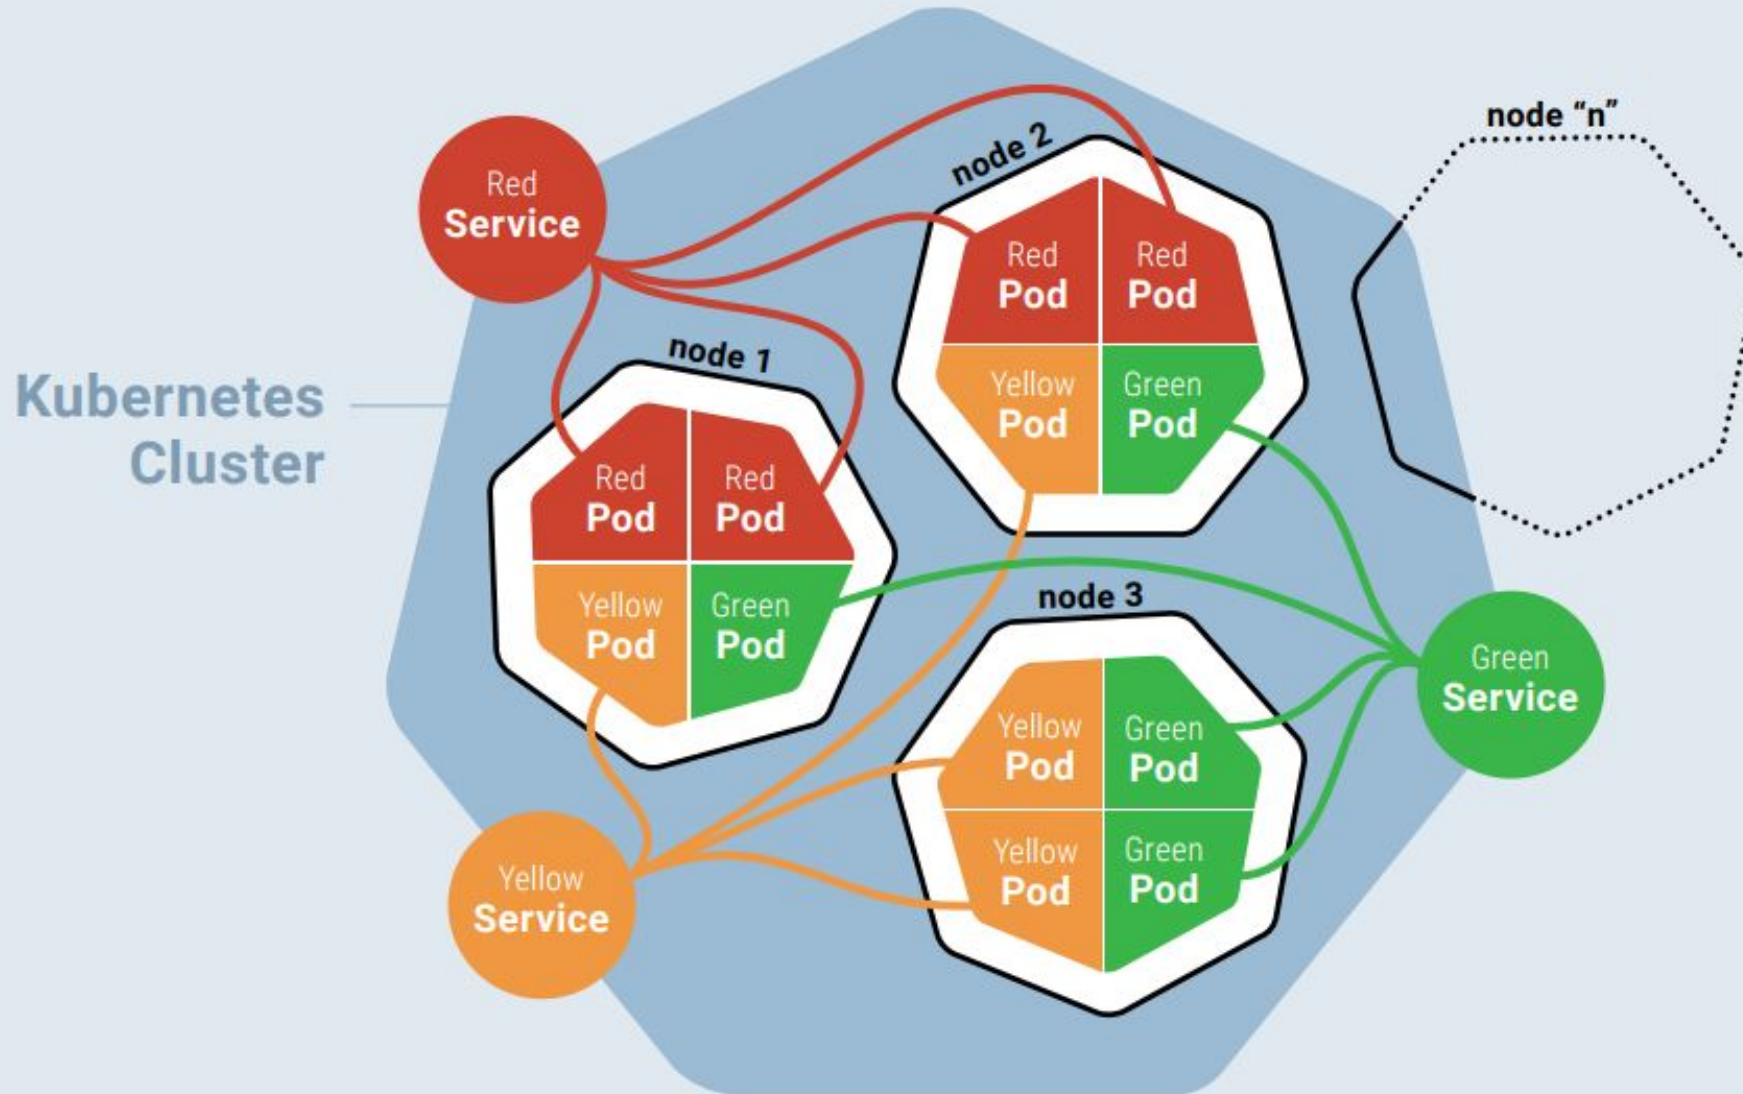 Kubernetes
Cluster
Red
Service
node 1
Red
Pod
Red
Pod
Yellow
Pod
Green
Pod
node 2
Red
Pod
Red
Pod
Yellow
Pod
Green
Pod
node 3
Yellow
Pod
Green
Pod
Yellow
Pod
Green
Pod
node “n”
Yellow
Service
Green
Service